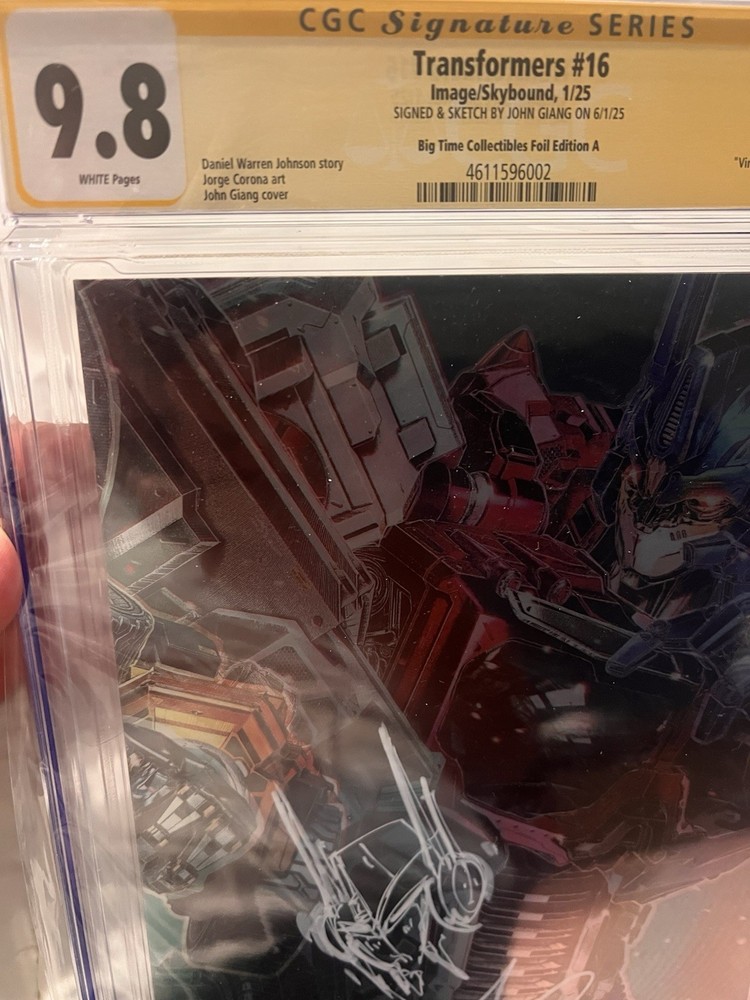 CGC Signature SERIES
9.8
WHITE Pages
Transformers #16
Image/Skybound, 1/25
SIGNED & SKETCH BY JOHN GIANG ON 6/1/25
Big Time Collectibles Foil Edition A
4611596002
Daniel Warren Johnson story
Jorge Corona art
John Giang cover